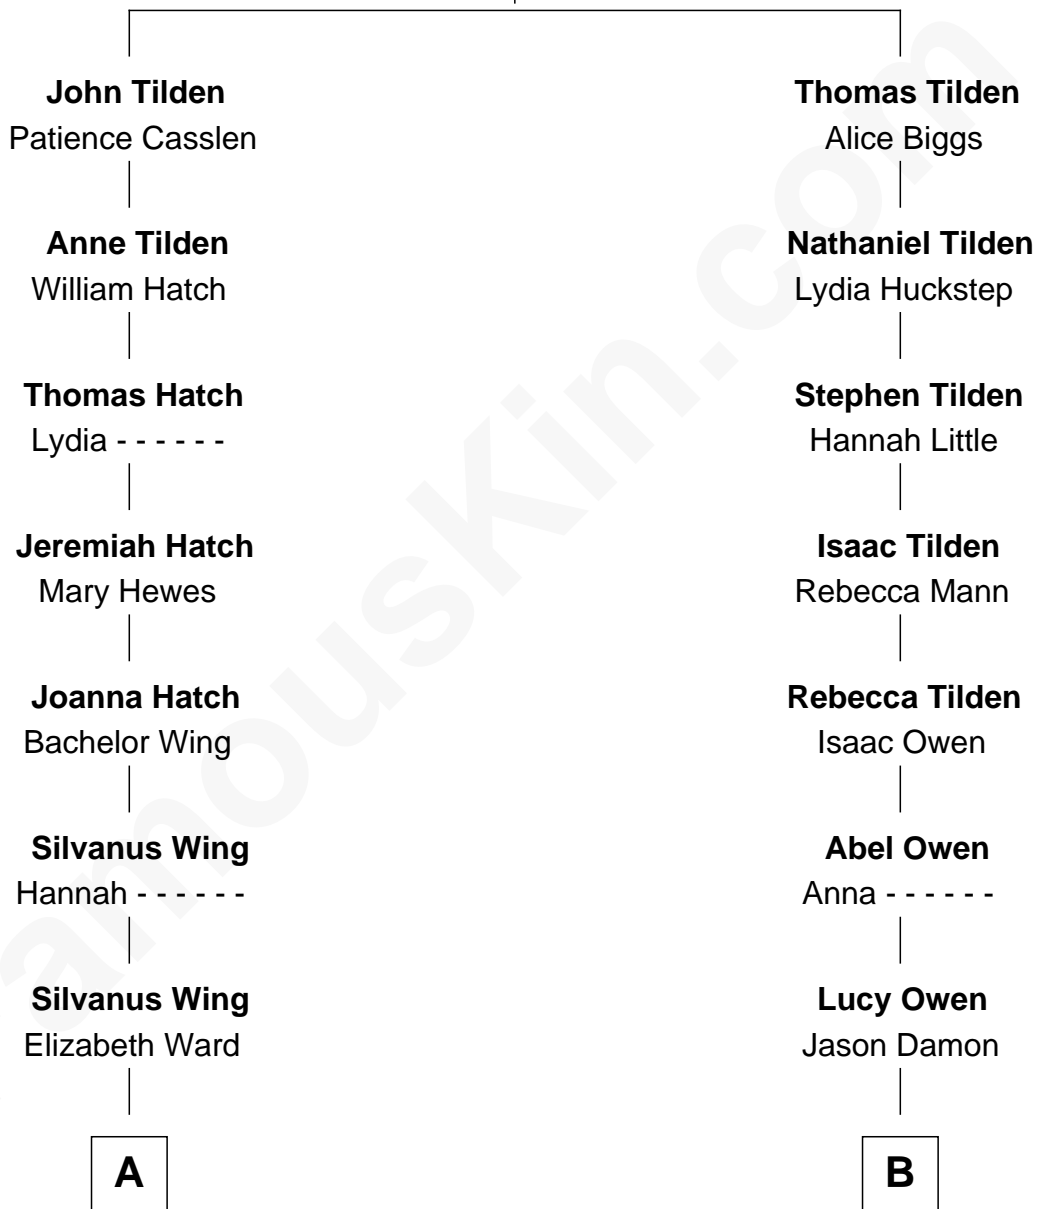 John Tilden
Patience Casslen
Anne Tilden
William Hatch
Thomas Hatch
Lydia - - - - - -
Jeremiah Hatch
Mary Hewes
Joanna Hatch
Bachelor Wing
Silvanus Wing
Hannah - - - - - -
Silvanus Wing
Elizabeth Ward
A
Thomas Tilden
Alice Biggs
Nathaniel Tilden
Lydia Huckstep
Stephen Tilden
Hannah Little
Isaac Tilden
Rebecca Mann
Rebecca Tilden
Isaac Owen
Abel Owen
Anna - - - - - -
Lucy Owen
Jason Damon
B
amouskin.com